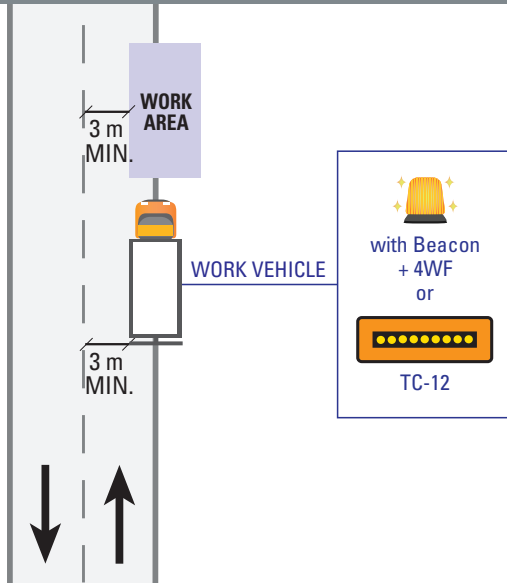 WORK
AREA
3 m
MIN.
WORK VEHICLE
with Beacon
+ 4WF
or
TC-12
3 m
MIN.